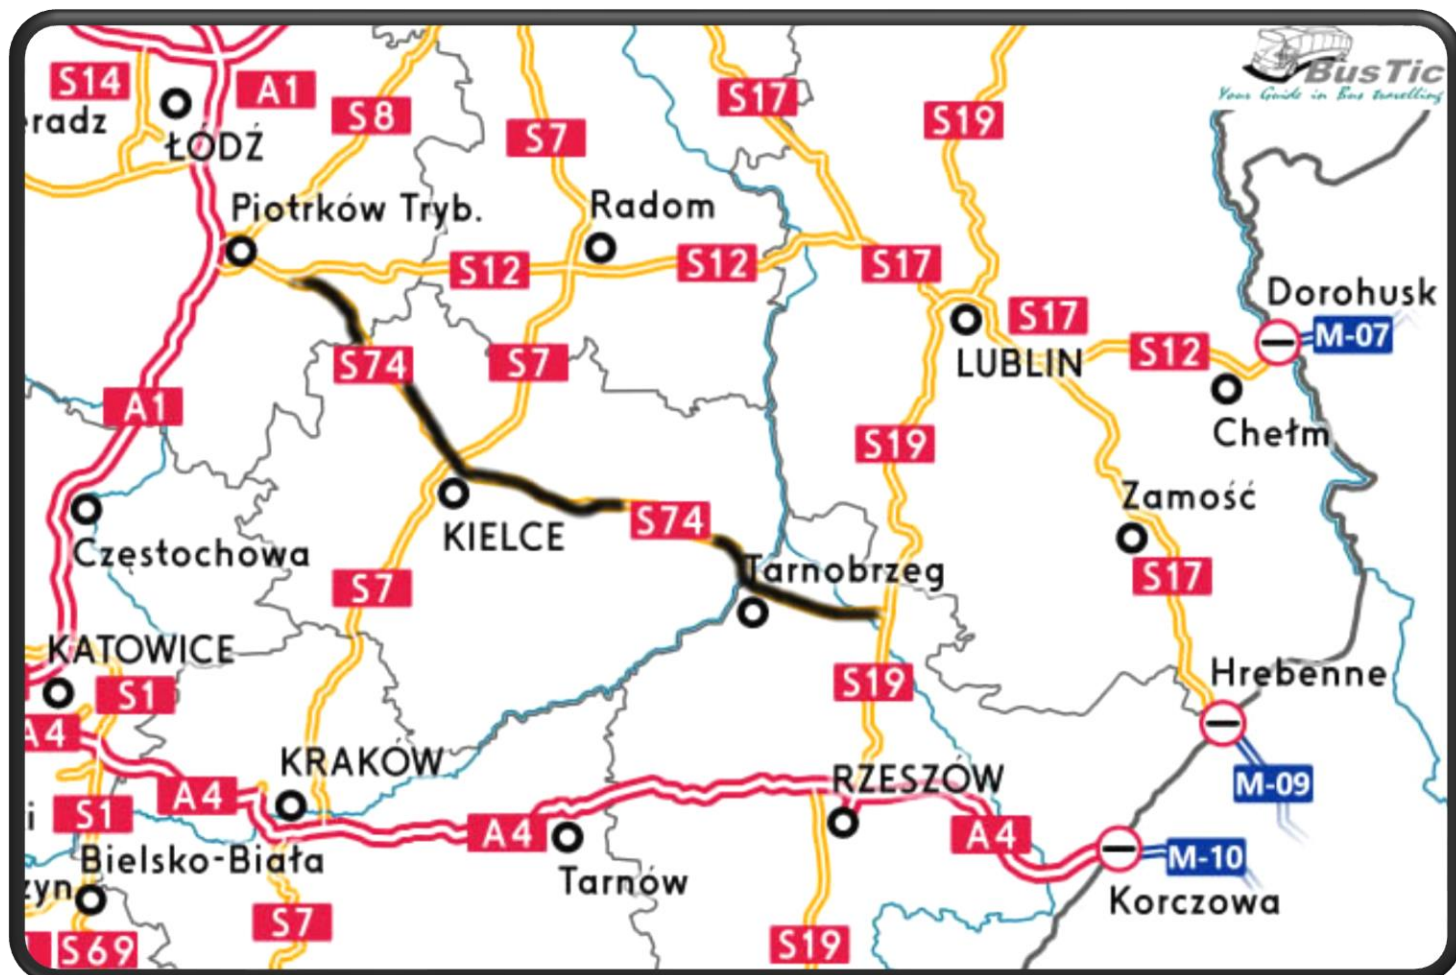 BusTic
Your Guide in Bus travelling
S14
A1
S8
S17
S19
radz
ŁÓDŹ
S7
Piotrków Tryb.
Radom
S12
S12
S17
Dorohusk
S17
M-07
S74
S7
LUBLIN
S12
A1
Chełm
S19
Zamość
KIELCE
S74
Częstochowa
Tarnobrzeg
S7
S17
KATOWICE
S1
S19
Hrebenne
A4
KRAKÓW
RZESZÓW
M-09
A4
S1
A4
A4
i
Bielsko-Biała
Tarnów
M-10
zyn
Korczowa
S7
S69
S19